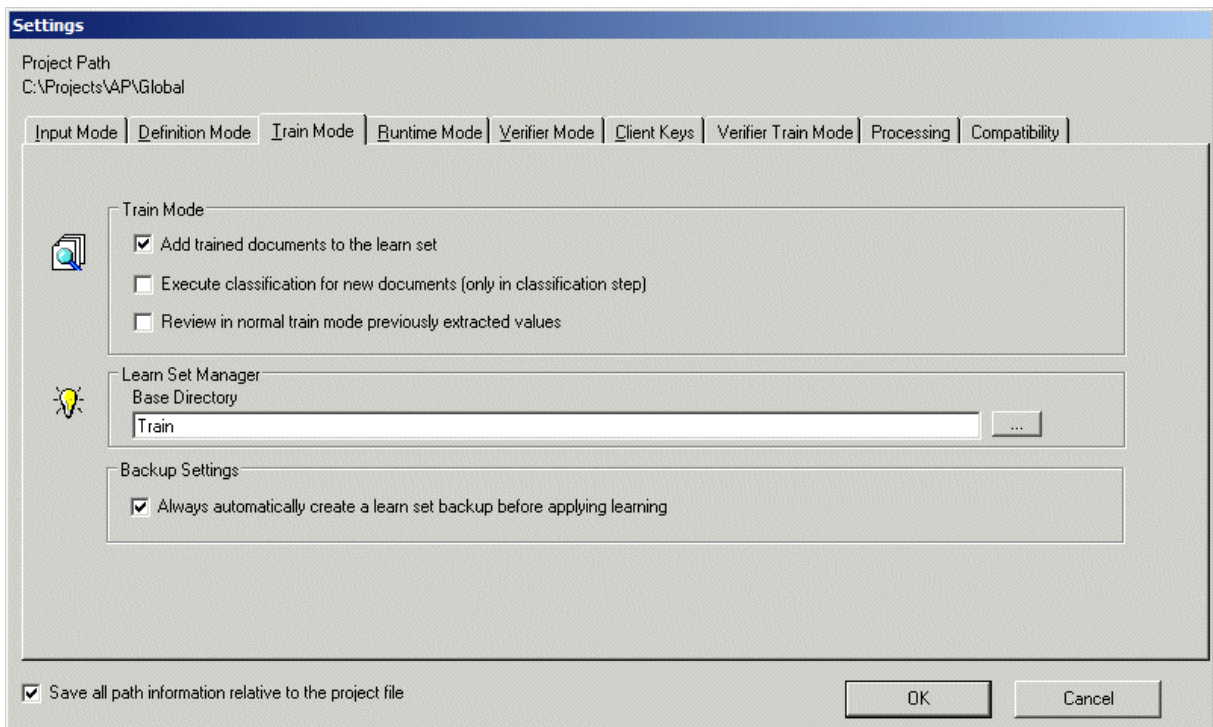 Settings
Project Path
C:\Projects\AP\Global
Input Mode Definition Mode Train Mode Runtime Mode Verifier Mode Client Keys Verifier Train Mode Processing Compatibility
Train Mode
Add trained documents to the learn set
Execute classification for new documents (only in classification step)
Review in normal train mode previously extracted values
Learn Set Manager
Base Directory
Train ...
Backup Settings
Always automatically create a learn set backup before applying learning
Save all path information relative to the project file OK Cancel